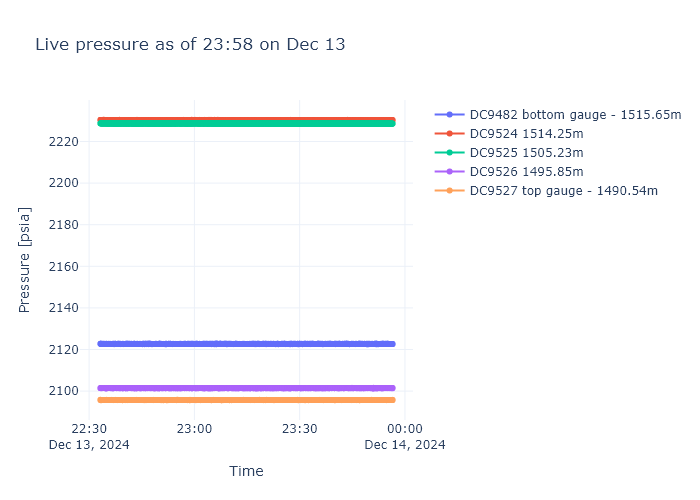 Live pressure as of 23:58 on Dec 13
DC9482 bottom gauge - 1515.65m
DC9524 1514.25m
DC9525 1505.23m
DC9526 1495.85m
DC9527 top gauge - 1490.54m
Pressure [psia]
2220
2200
2180
2160
2140
2120
2100
22:30 23:00 23:30 00:00
Dec 13, 2024 Dec 14, 2024
Time